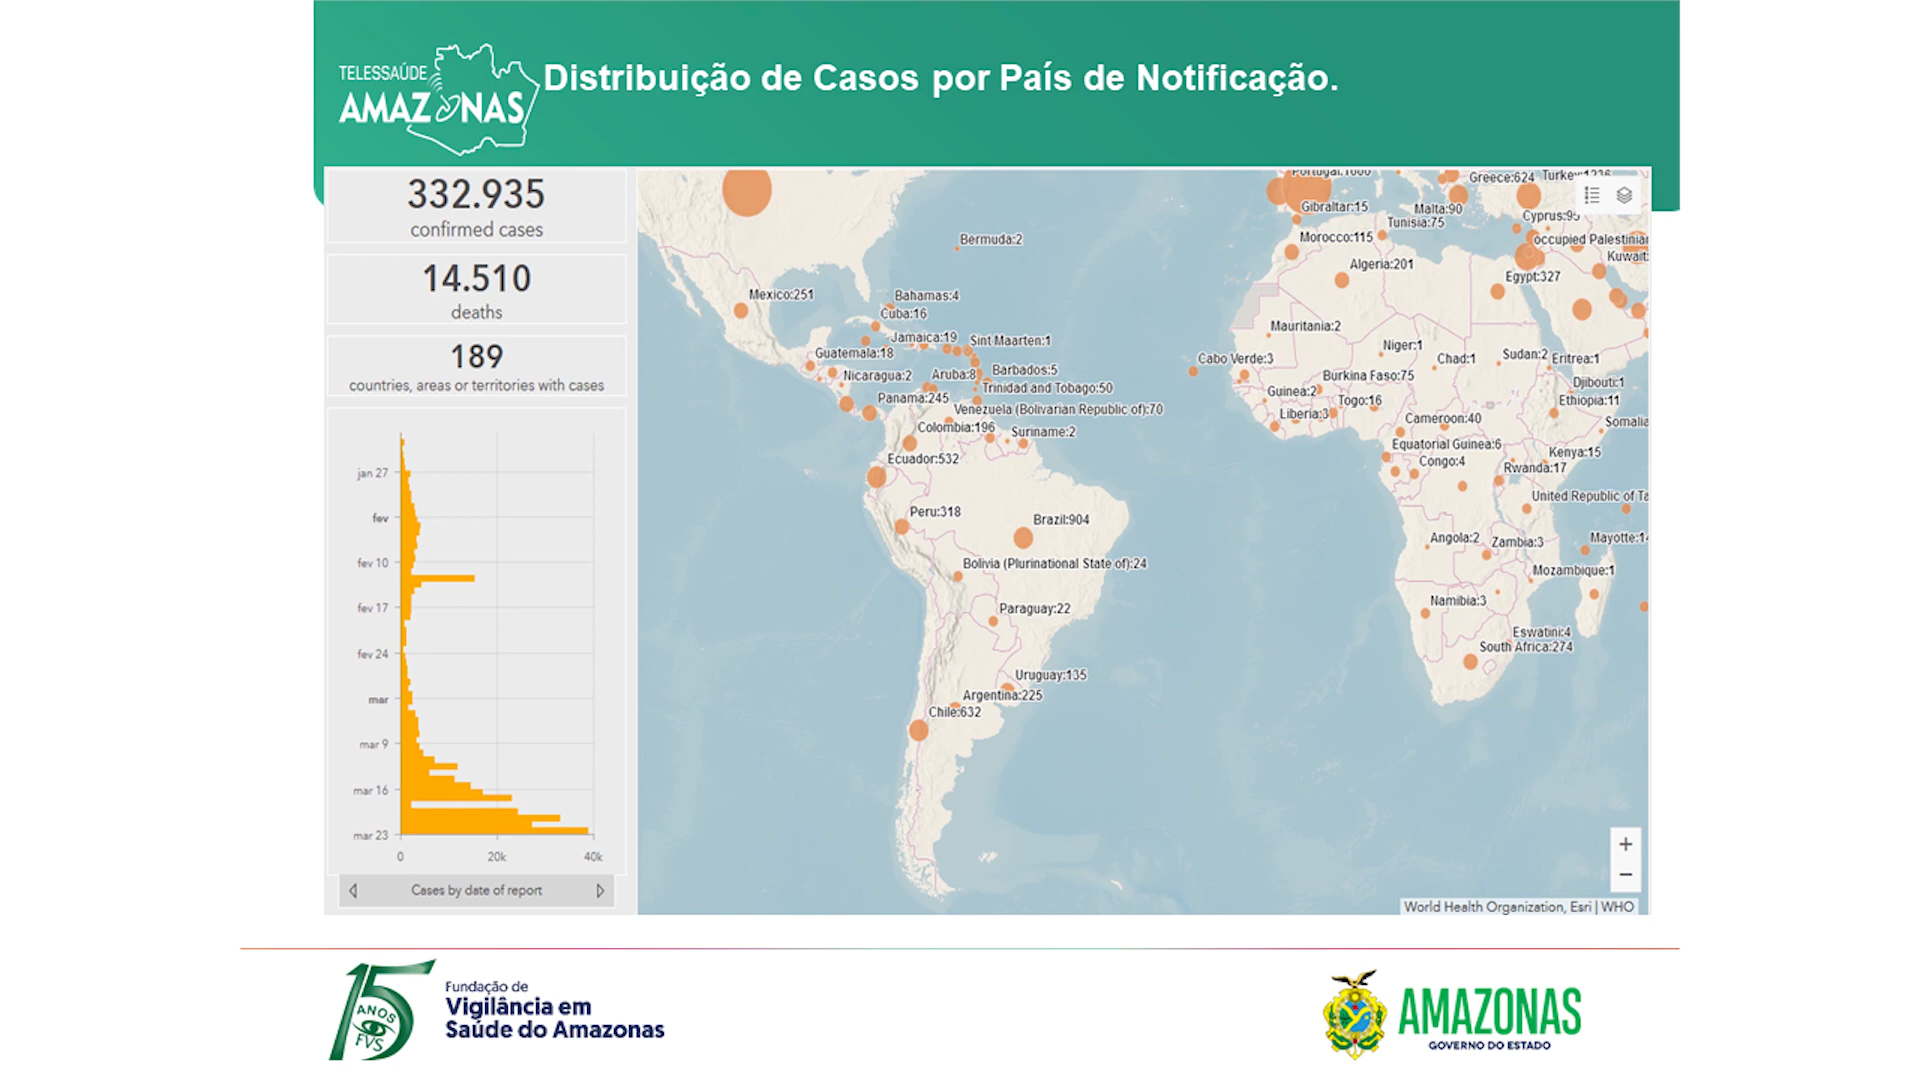 TELESSAÚDE
AMAZONAS
Distribuição de Casos por País de Notificação.
332.935
confirmed cases
14.510
deaths
189
countries, areas or territories with cases
jan 27
fev
fev 10
fev 17
fev 24
mar
mar 9
mar 16
mar 23
0 20k 40k
Cases by date of report
Portugal:1600
Greece:624
Gibraltar:15
Malta:90
Tunisia:75
Cyprus:95
Bermuda:2
Morocco:115
occupied Palestinian
Kuwait:
Algeria:201
Egypt:327
Mexico:251
Bahamas:4
Cuba:16
Mauritania:2
Jamaica:19
Sint Maarten:1
Guatemala:18
Niger:1
Chad:1
Sudan:2
Eritrea:1
Cabo Verde:3
Nicaragua:2
Aruba:8
Barbados:5
Burkina Faso:75
Djibouti:1
Trinidad and Tobago:50
Guinea:2
Togo:16
Ethiopia:11
Panama:245
Venezuela (Bolivarian Republic of):70
Liberia:3
Cameroon:40
Somalia
Colombia:196
Suriname:2
Equatorial Guinea:6
Kenya:15
Ecuador:532
Congo:4
Rwanda:17
United Republic of Ta
Peru:318
Brazil:904
Angola:2
Zambia:3
Mayotte:1
Bolivia (Plurinational State of):24
Mozambique:1
Paraguay:22
Namibia:3
Eswatini:4
South Africa:274
Uruguay:135
Argentina:225
Chile:632
+
−
World Health Organization, Esri | WHO
15
ANOS
FVS
Fundação de
Vigilância em
Saúde do Amazonas
AMAZONAS
GOVERNO DO ESTADO